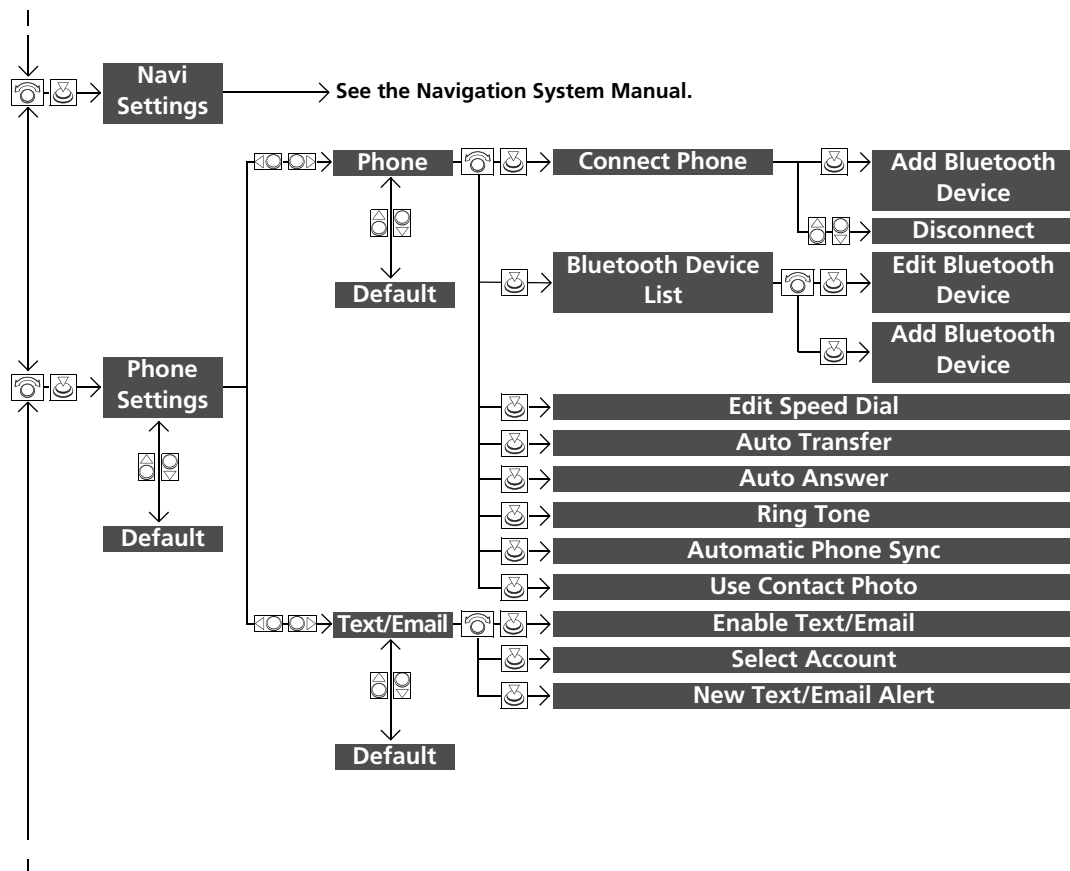 Navi
Settings
See the Navigation System Manual.
Phone
Connect Phone
Add Bluetooth
Device
Disconnect
Default
Bluetooth Device
List
Edit Bluetooth
Device
Add Bluetooth
Device
Phone
Settings
Default
Edit Speed Dial
Auto Transfer
Auto Answer
Ring Tone
Automatic Phone Sync
Use Contact Photo
Text/Email
Enable Text/Email
Select Account
New Text/Email Alert
Default